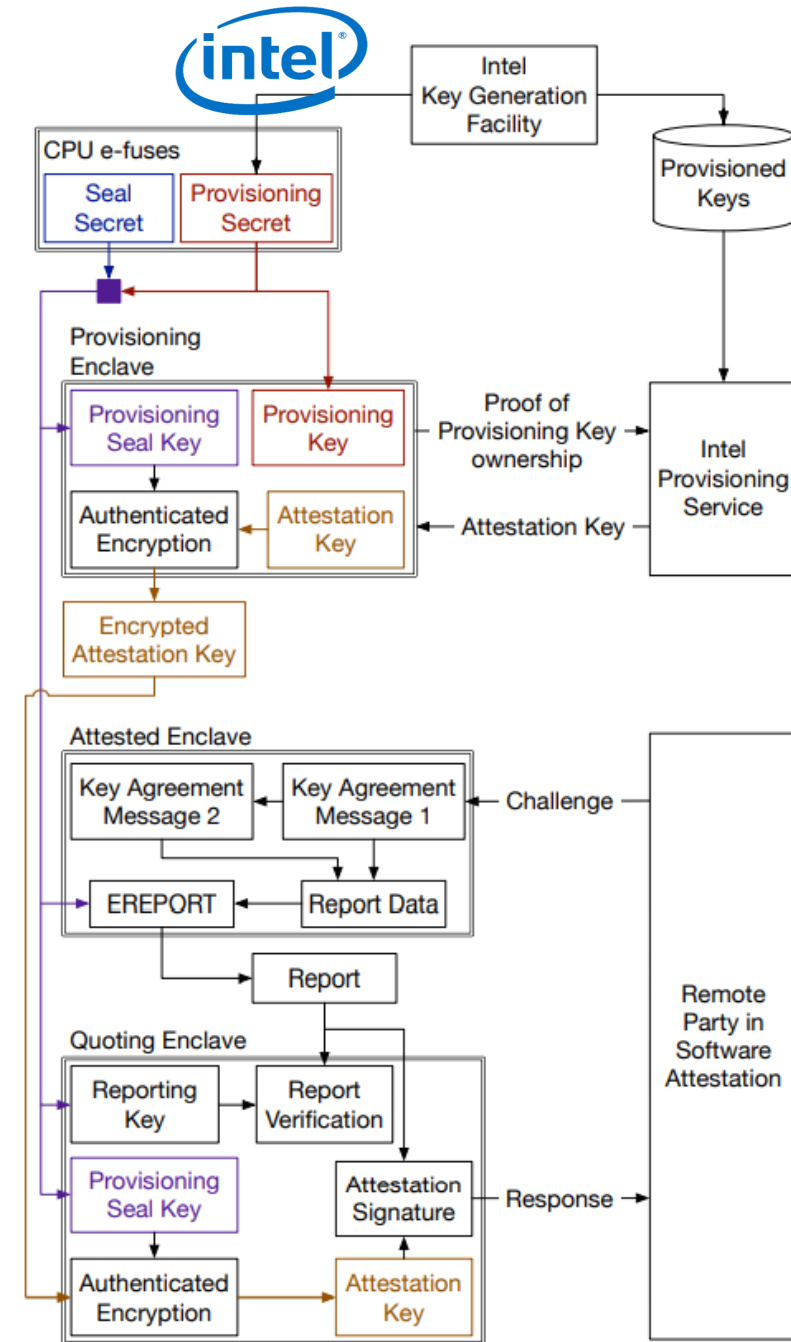 intel®
Intel
Key Generation
Facility
CPU e-fuses
Seal
Secret
Provisioning
Secret
Provisioned
Keys
Provisioning
Enclave
Provisioning
Seal Key
Provisioning
Key
Proof of
Provisioning Key
ownership
Intel
Provisioning
Service
Authenticated
Encryption
Attestation
Key
Attestation Key
Encrypted
Attestation Key
Attested Enclave
Key Agreement
Message 2
Key Agreement
Message 1
Challenge
EREPORT
Report Data
Report
Remote
Party in
Software
Attestation
Quoting Enclave
Reporting
Key
Report
Verification
Provisioning
Seal Key
Attestation
Signature
Response
Authenticated
Encryption
Attestation
Key